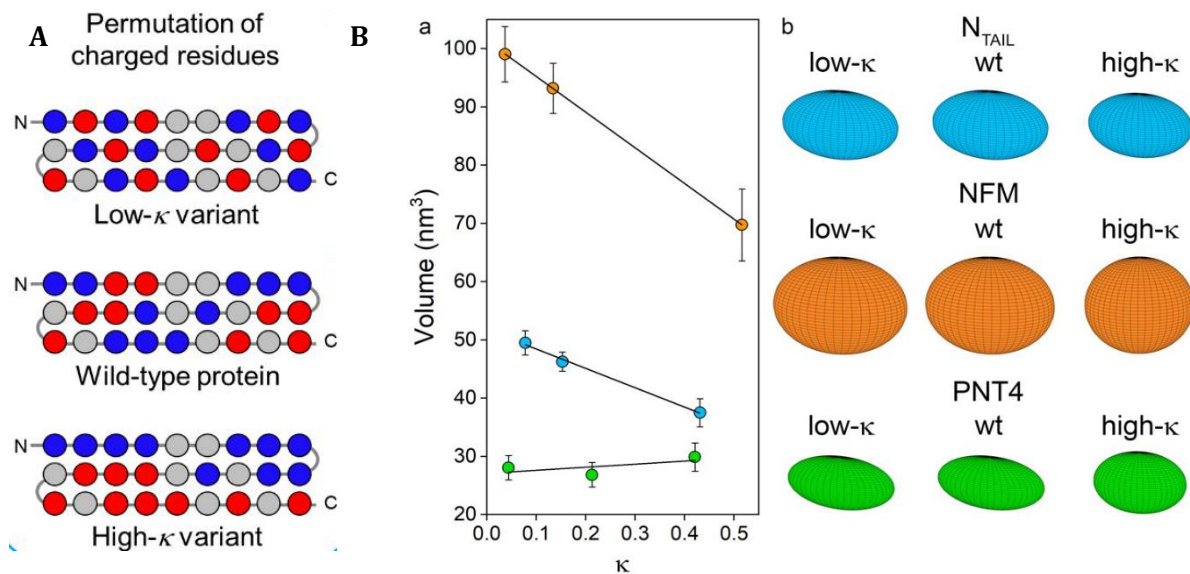 A
Permutation of
charged residues
N
C
Low-κ variant
N
C
Wild-type protein
N
C
High-κ variant
B
a
Volume (nm³)
100
90
80
70
60
50
40
30
20
0.0 0.1 0.2 0.3 0.4 0.5
κ
b
N_TAIL
low-κ wt high-κ
NFM
low-κ wt high-κ
PNT4
low-κ wt high-κ